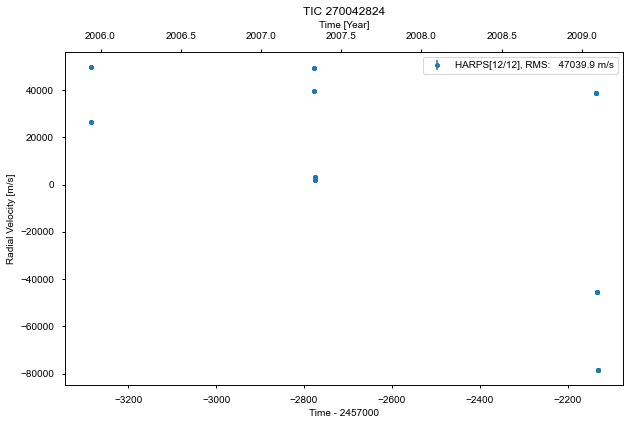 TIC 270042824
Time [Year]
2006.0 2006.5 2007.0 2007.5 2008.0 2008.5 2009.0
HARPS[12/12], RMS:   47039.9 m/s
Radial Velocity [m/s]
40000
20000
0
−20000
−40000
−60000
−80000
−3200 −3000 −2800 −2600 −2400 −2200
Time - 2457000